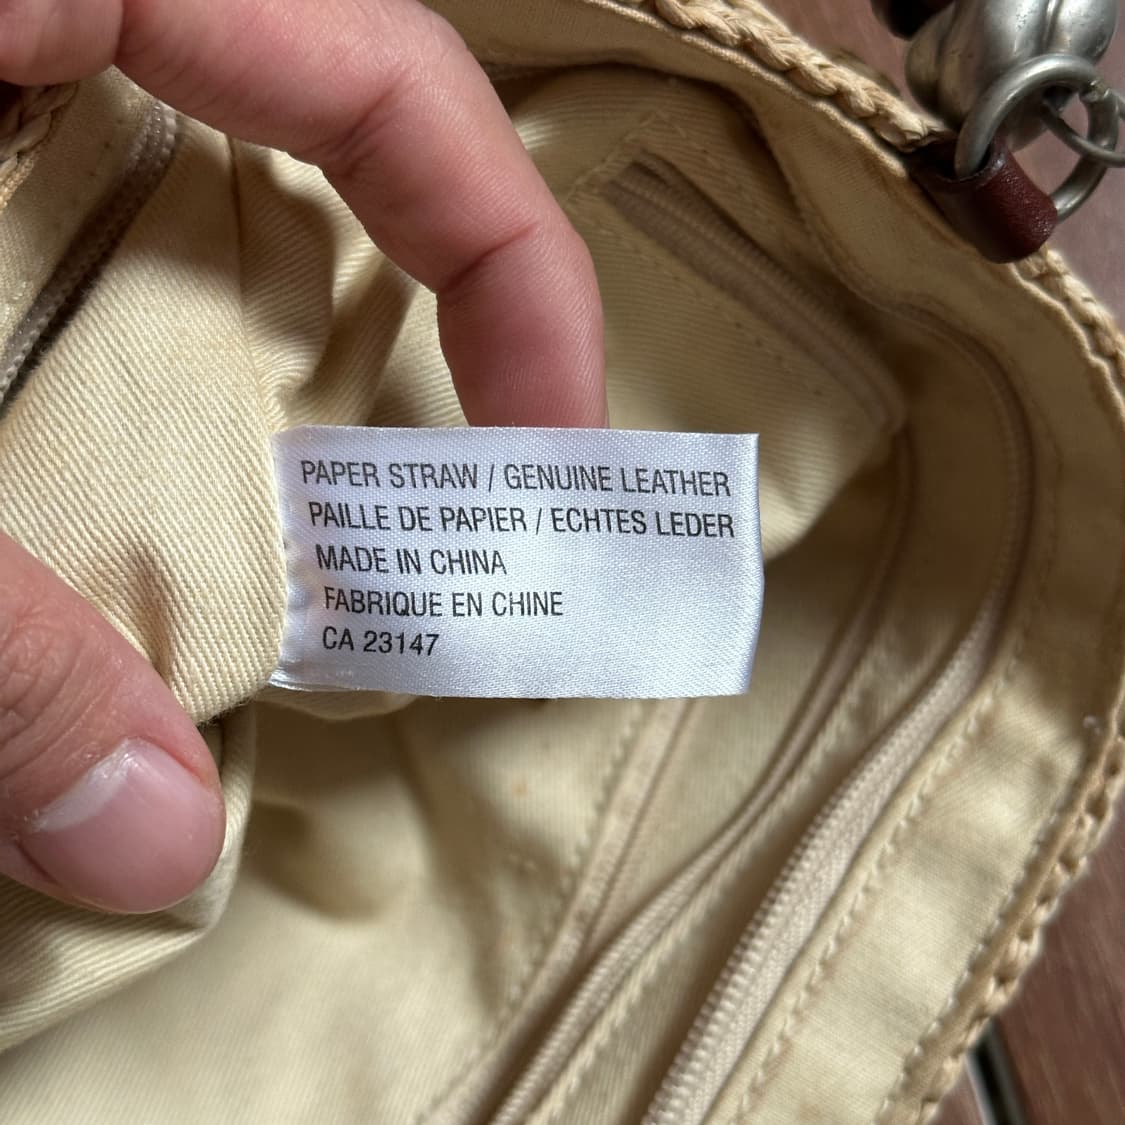 PAPER STRAW / GENUINE LEATHER
PAILLE DE PAPIER / ECHTES LEDER
MADE IN CHINA
FABRIQUE EN CHINE
CA 23147